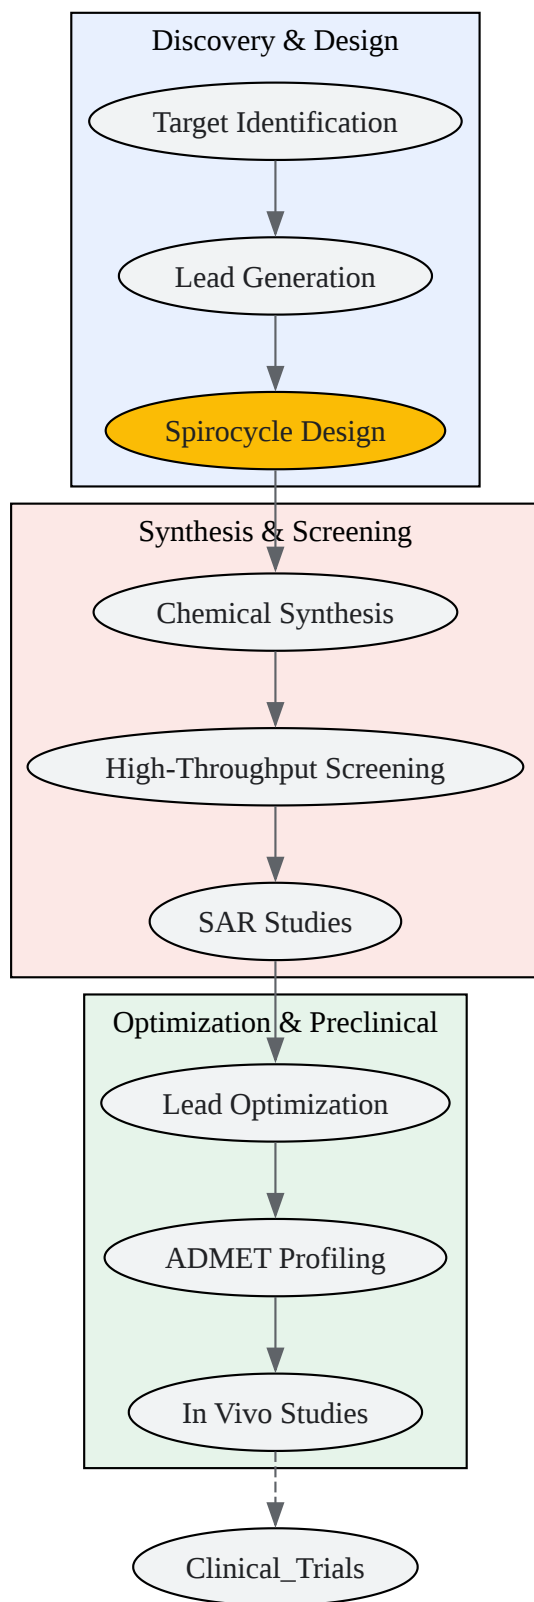 Discovery & Design
Target Identification
Lead Generation
Spirocycle Design
Synthesis & Screening
Chemical Synthesis
High-Throughput Screening
SAR Studies
Optimization & Preclinical
Lead Optimization
ADMET Profiling
In Vivo Studies
Clinical_Trials